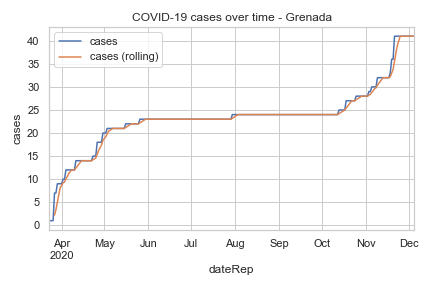 COVID-19 cases over time - Grenada
cases
cases (rolling)
40
35
30
25
20
15
10
5
0
cases
Apr May Jun Jul Aug Sep Oct Nov Dec
2020
dateRep